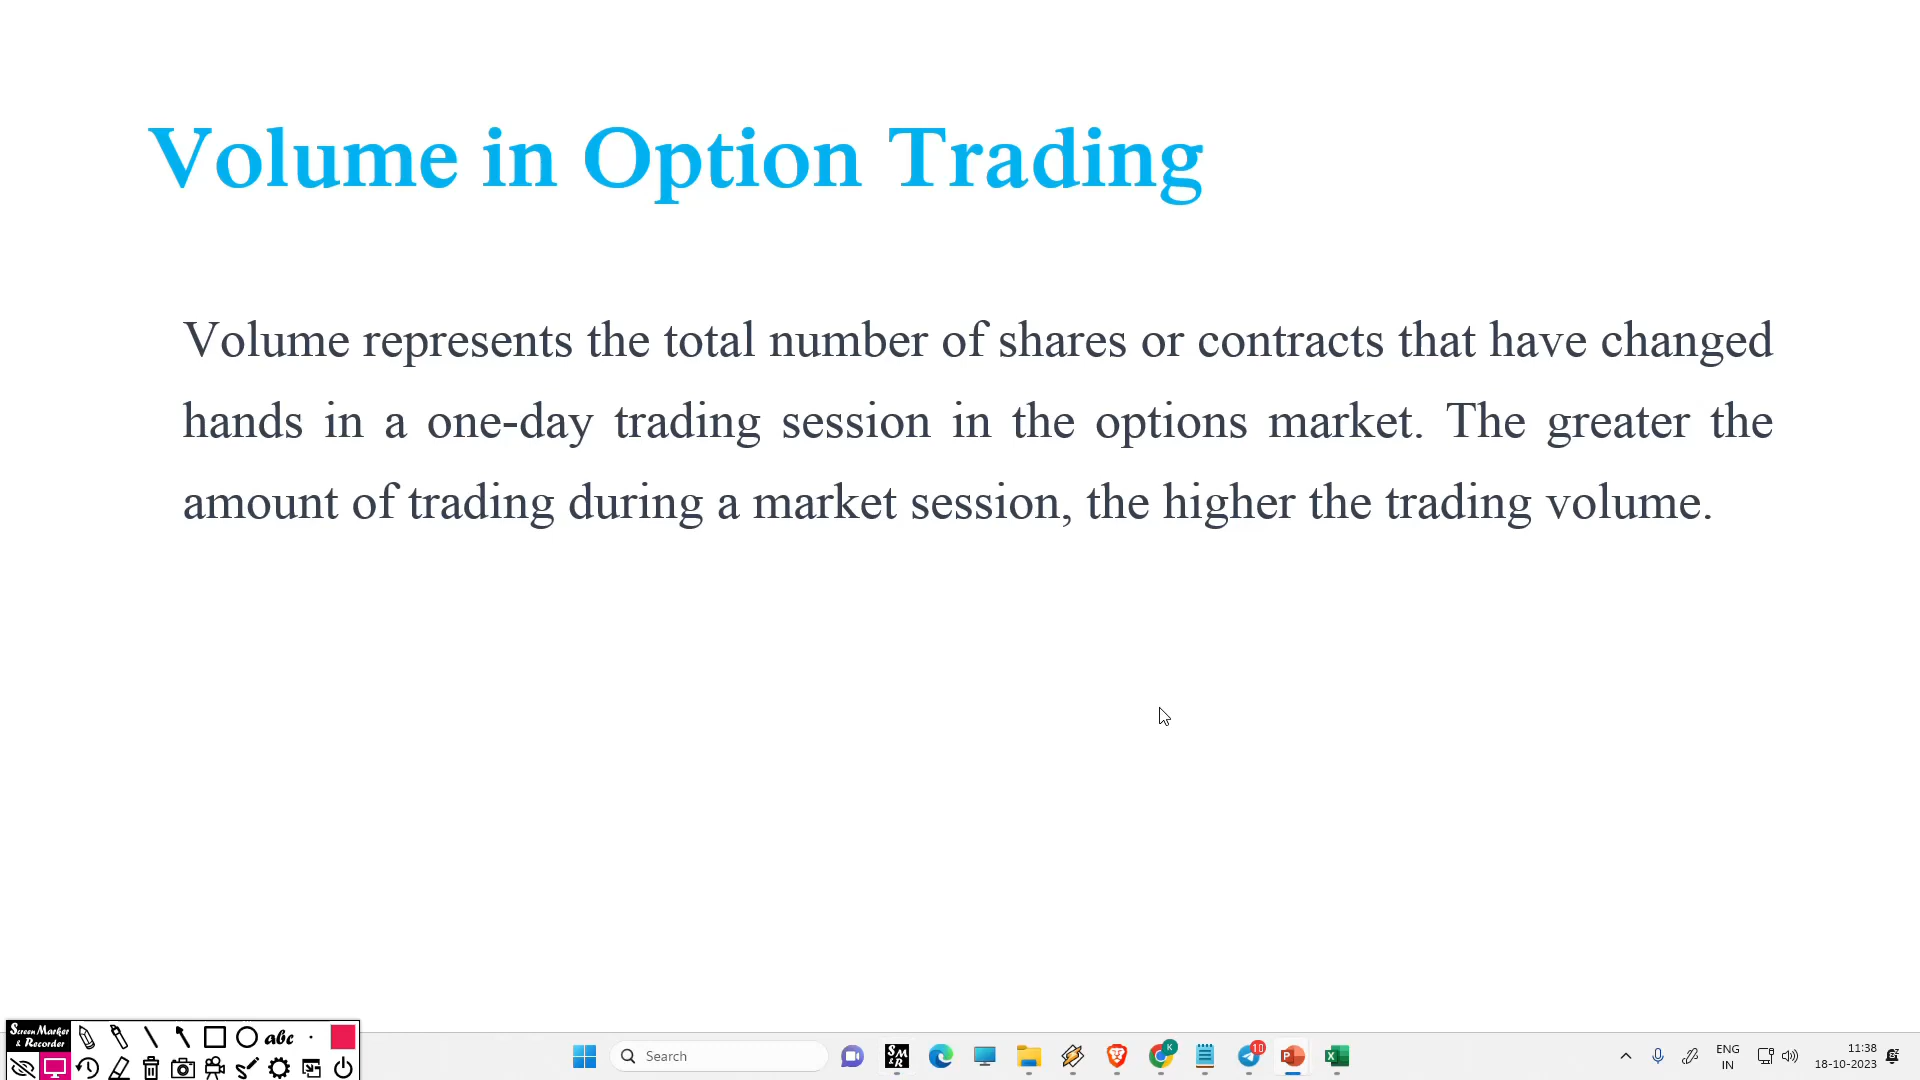 Volume in Option Trading
Volume represents the total number of shares or contracts that have changed
hands in a one-day trading session in the options market. The greater the
amount of trading during a market session, the higher the trading volume.
Screen Marker
& Recorder
abc
Search
SM
&R
K
10
ENG
IN
11:38
18-10-2023